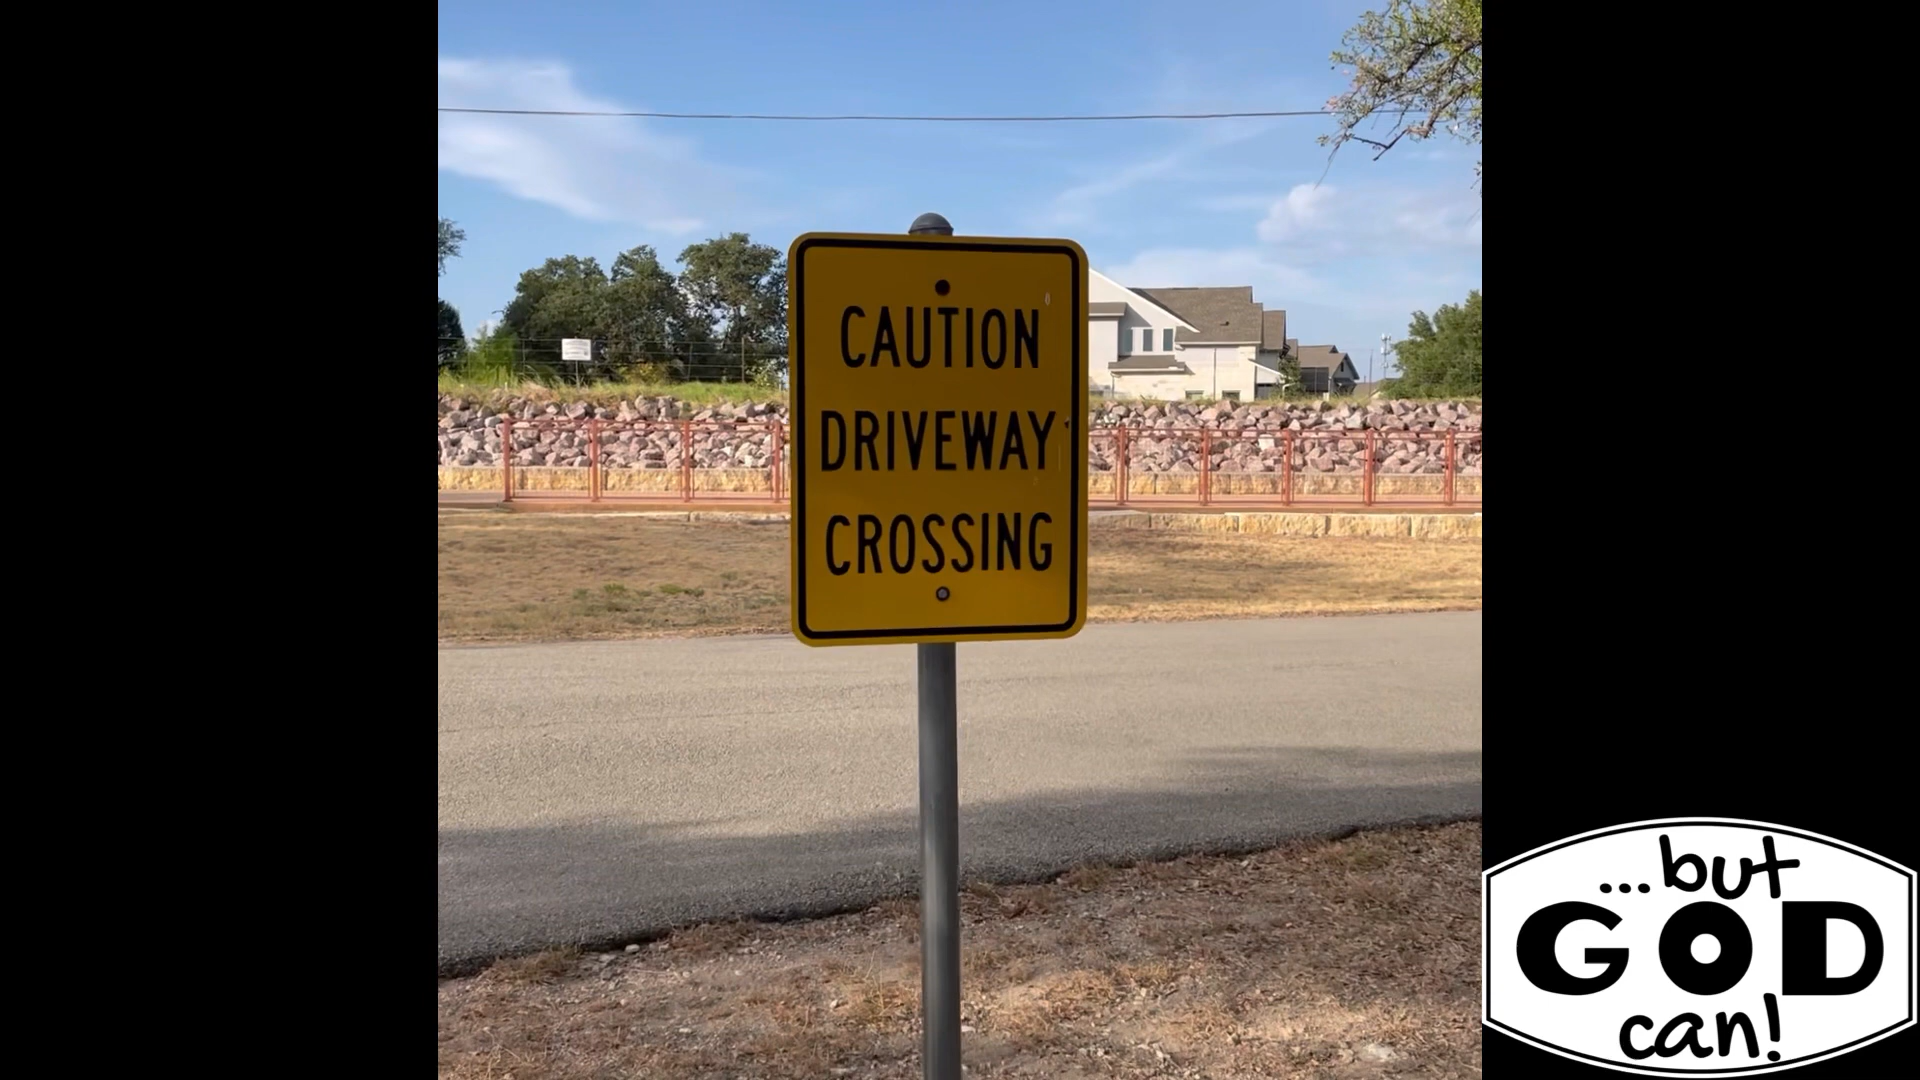 CAUTION
DRIVEWAY
CROSSING
...but
GOD
can!